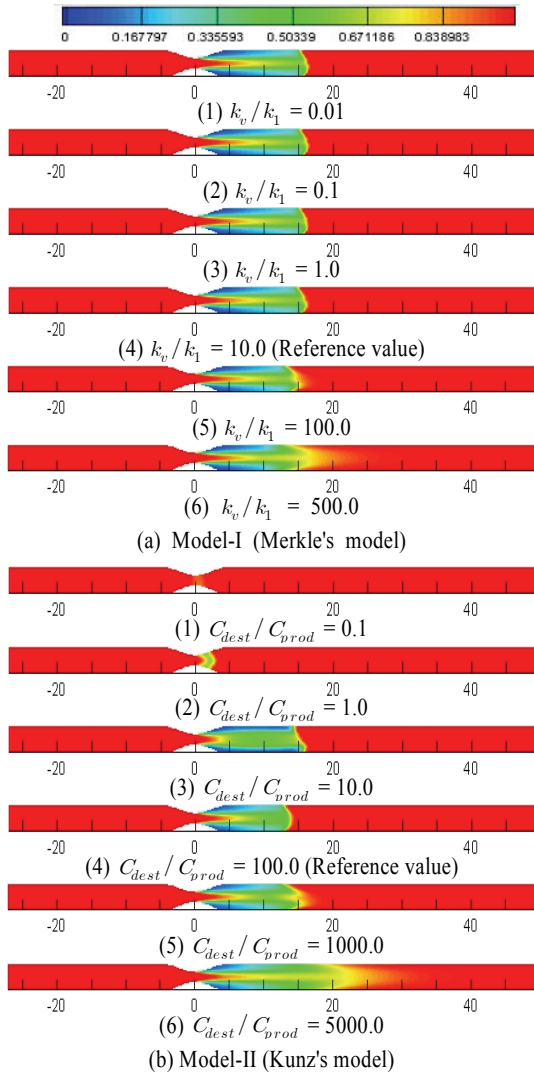 0 0.167797 0.335593 0.50339 0.671186 0.838983
-20 0 20 40
(1) k_v/k_1 = 0.01
-20 0 20 40
(2) k_v/k_1 = 0.1
-20 0 20 40
(3) k_v/k_1 = 1.0
-20 0 20 40
(4) k_v/k_1 = 10.0 (Reference value)
-20 0 20 40
(5) k_v/k_1 = 100.0
-20 0 20 40
(6) k_v/k_1 = 500.0
(a) Model-I (Merkle's model)
-20 0 20 40
(1) C_dest/C_prod = 0.1
-20 0 20 40
(2) C_dest/C_prod = 1.0
-20 0 20 40
(3) C_dest/C_prod = 10.0
-20 0 20 40
(4) C_dest/C_prod = 100.0 (Reference value)
-20 0 20 40
(5) C_dest/C_prod = 1000.0
-20 0 20 40
(6) C_dest/C_prod = 5000.0
(b) Model-II (Kunz's model)